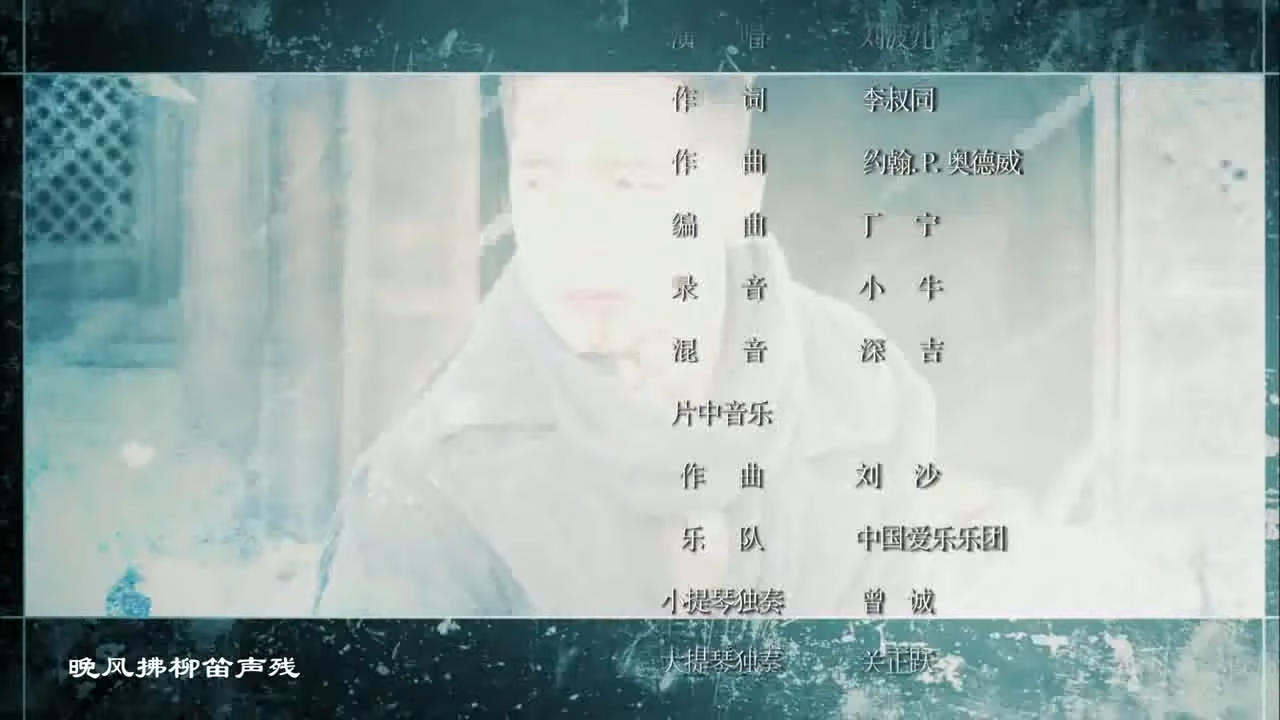 演 唱 刘彼得
作 词 李叔同
作 曲 约翰.P.奥德威
编 曲 丁 宁
录 音 小 牛
混 音 深 吉
片中音乐
作 曲 刘 沙
乐 队 中国爱乐乐团
小提琴独奏 曾 诚
大提琴独奏 关正跃
晚风拂柳笛声残